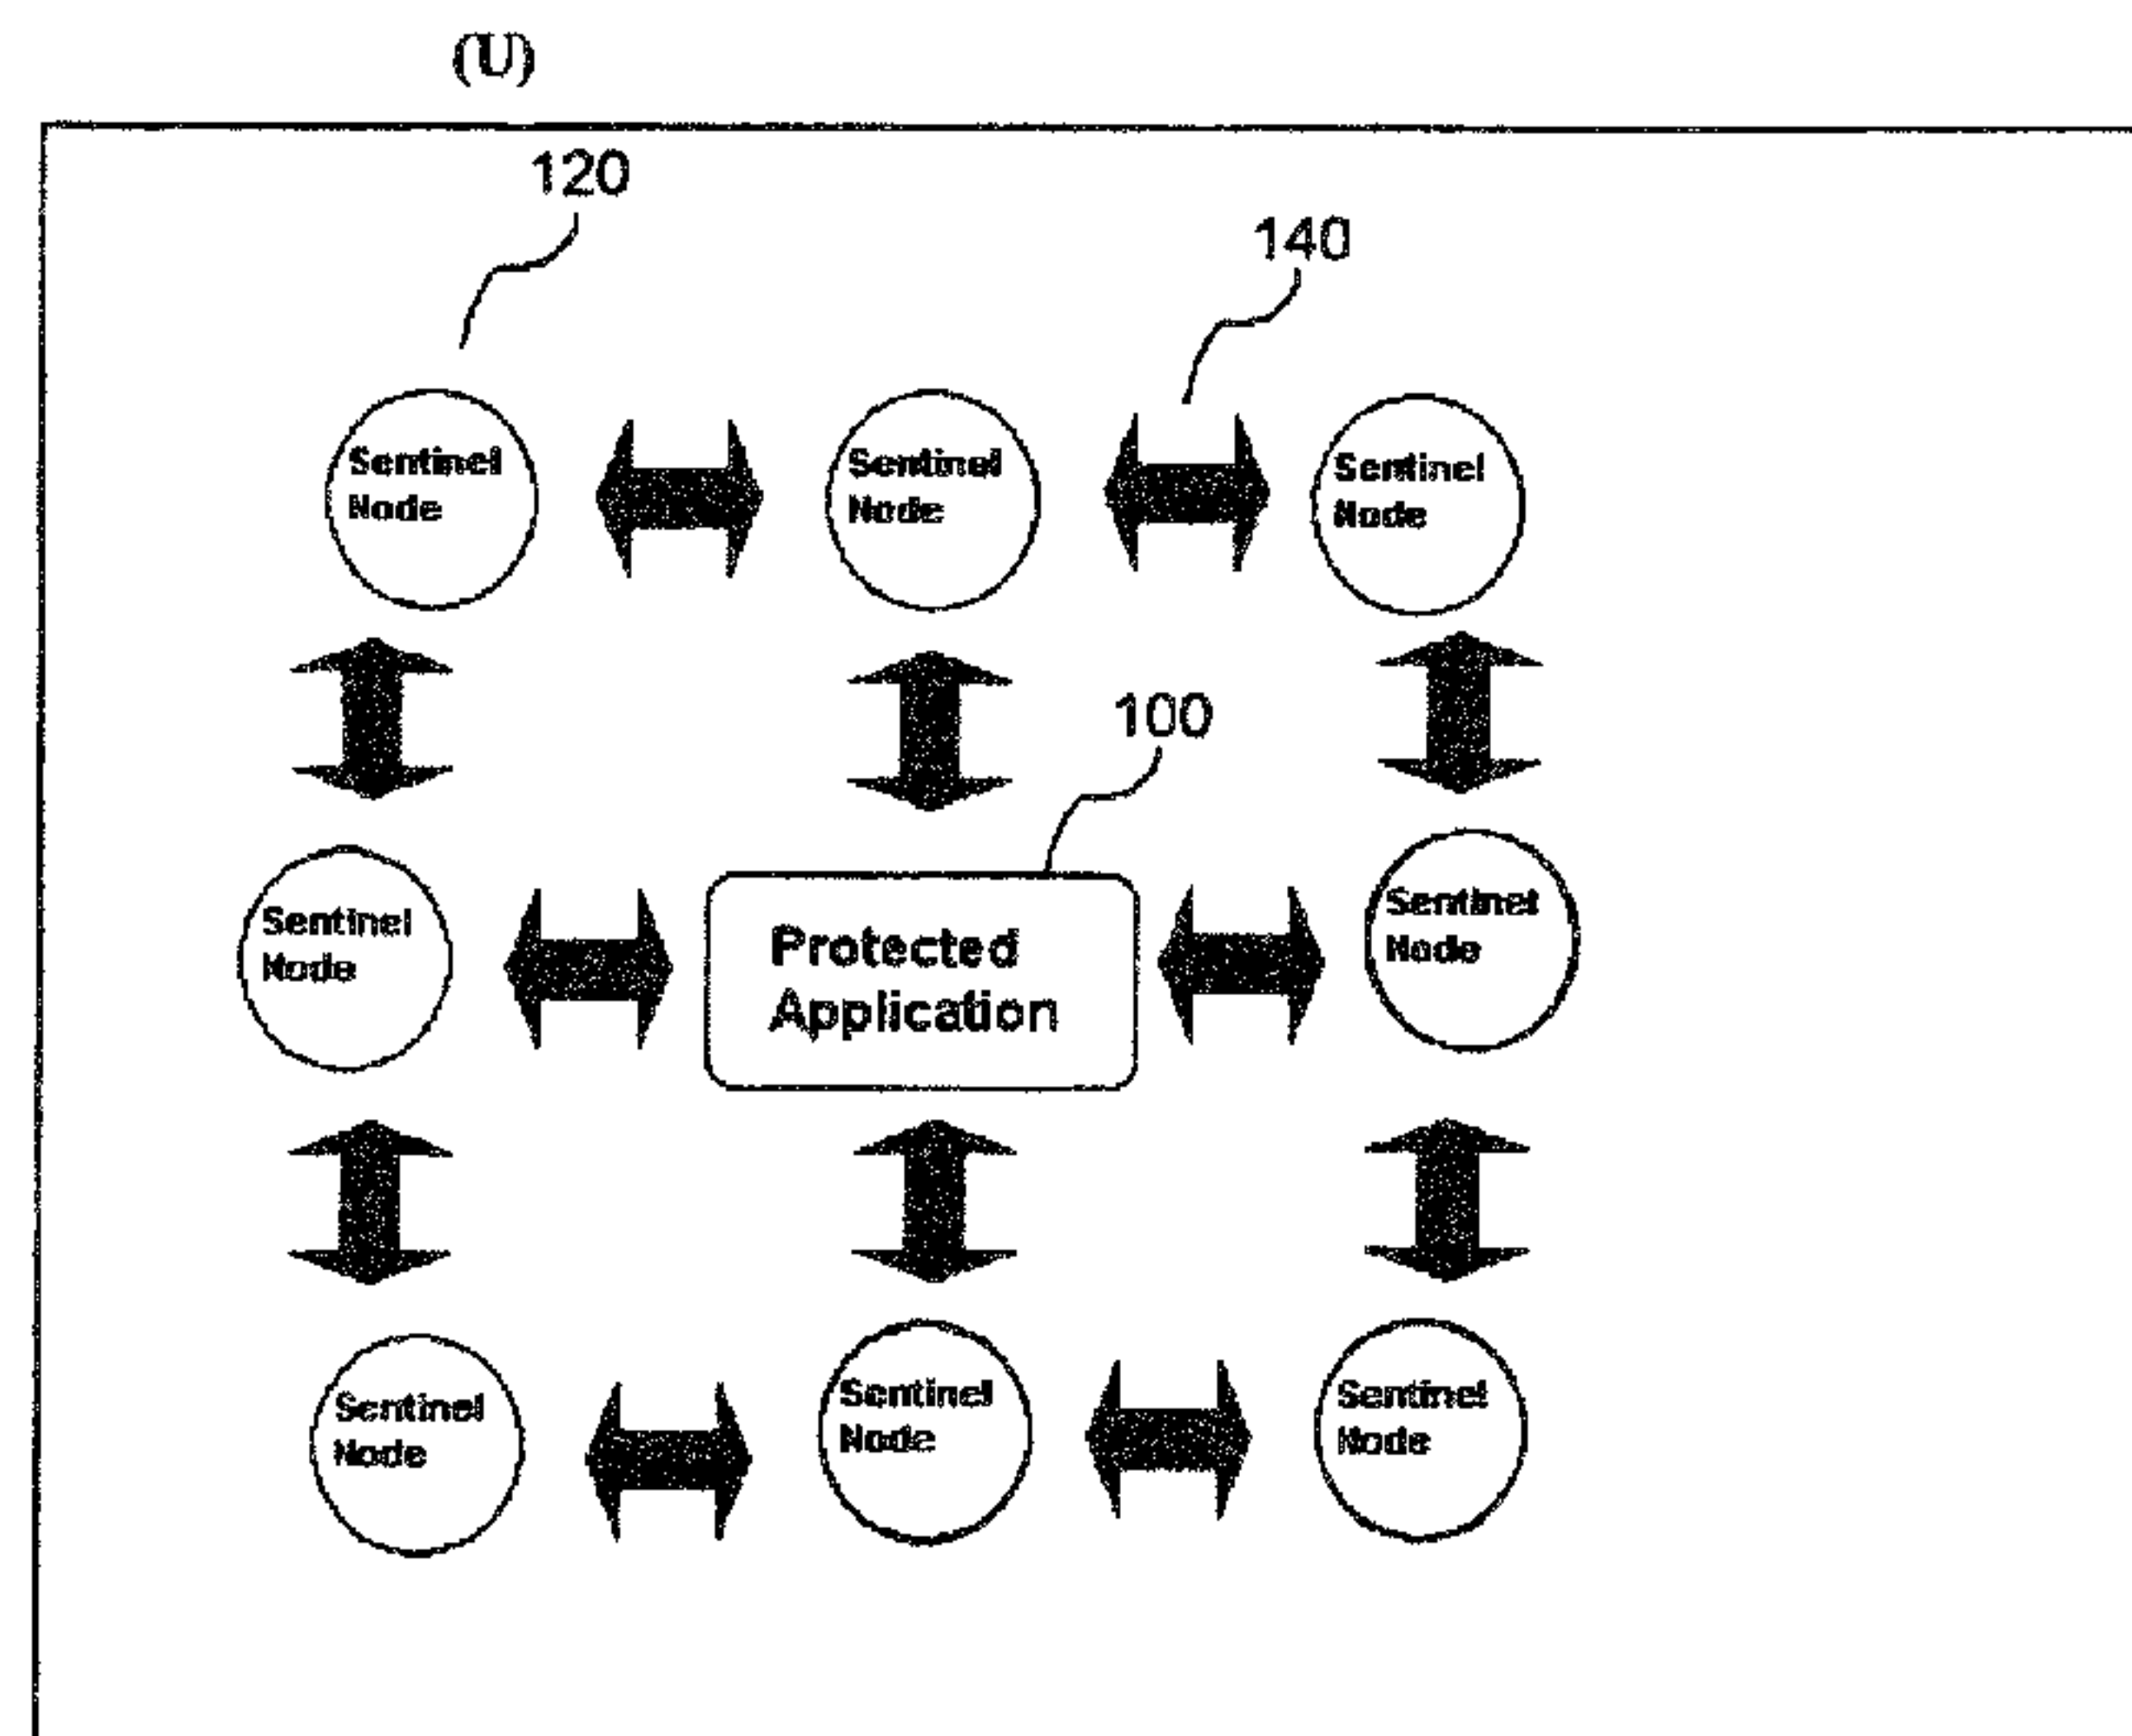 (U)
120
140
Sentinel
Node
Sentinel
Node
Sentinel
Node
100
Sentinel
Node
Protected
Application
Sentinel
Node
Sentinel
Node
Sentinel
Node
Sentinel
Node